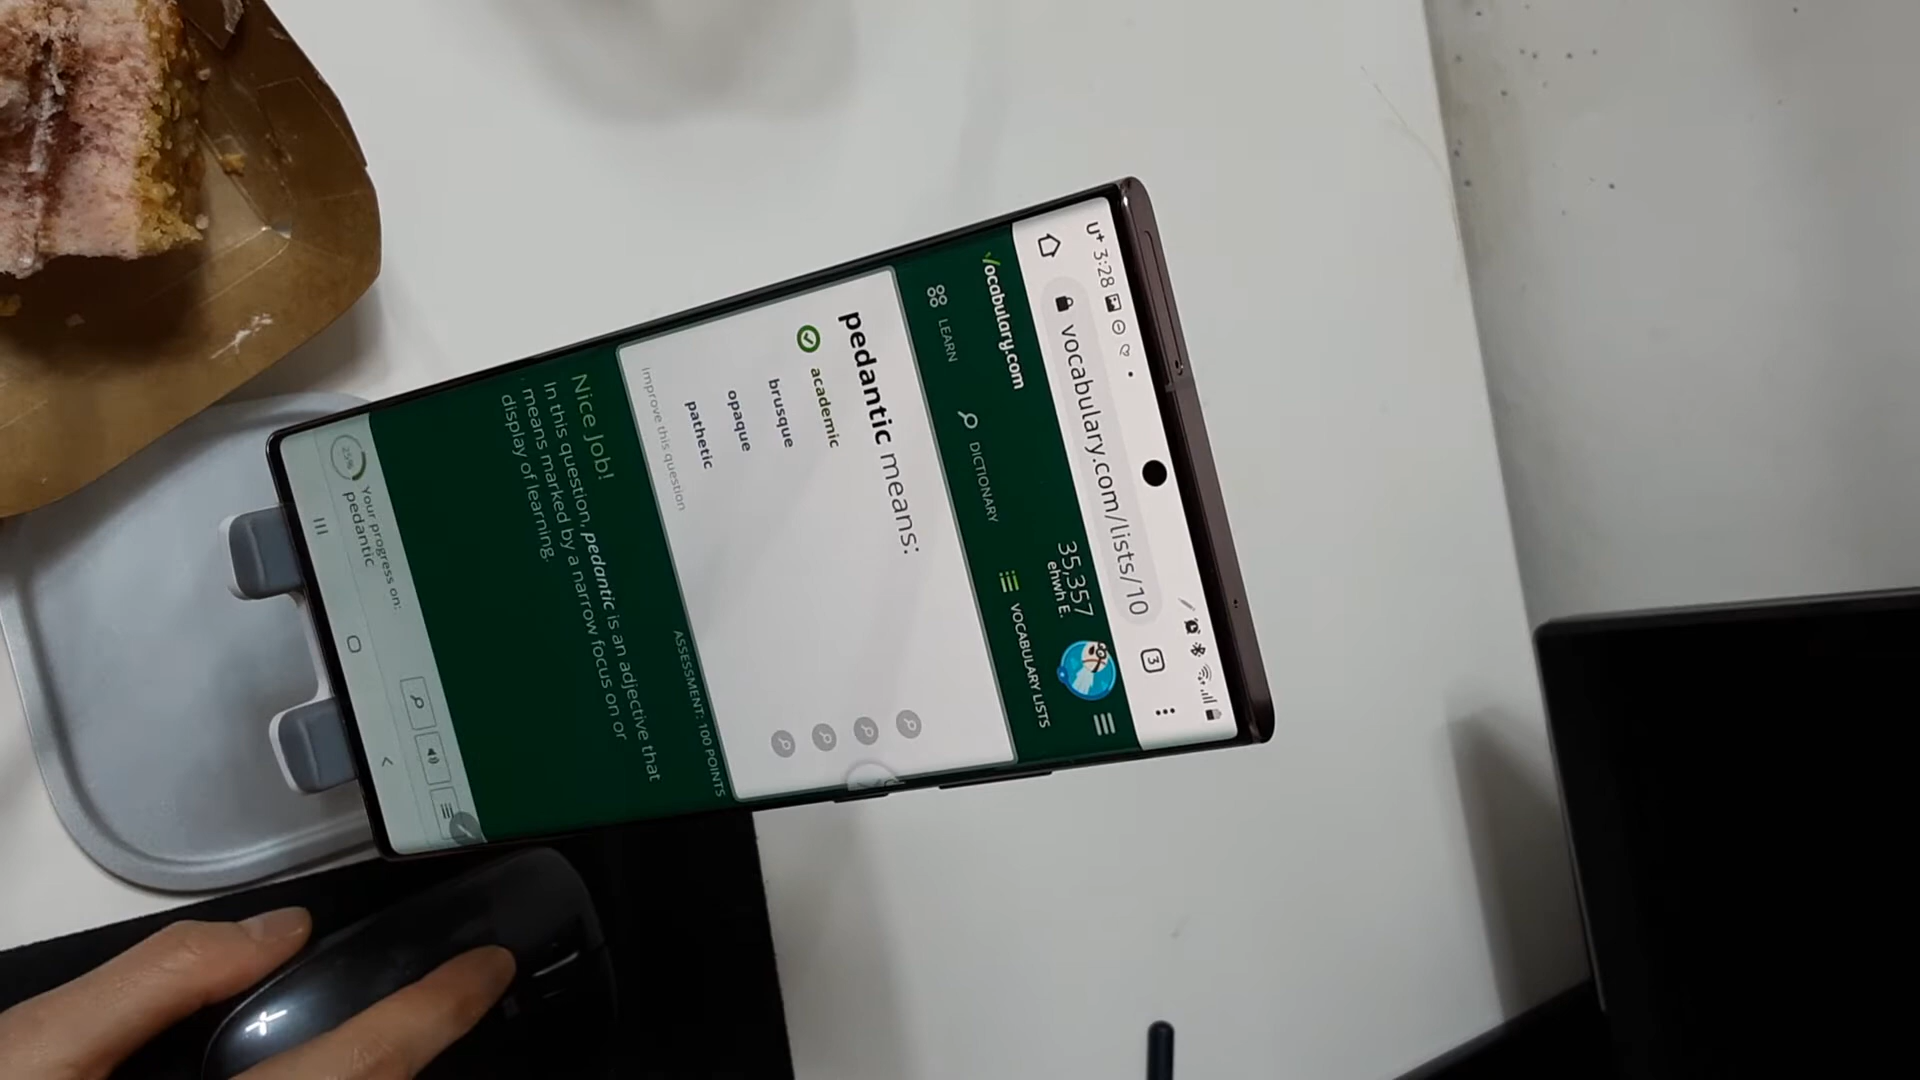 U+ 3:28
vocabulary.com/lists/10
3
Vocabulary.com
35,357
ehwh E.
LEARN
DICTIONARY
VOCABULARY LISTS
pedantic means:
academic
brusque
opaque
pathetic
Improve this question
ASSESSMENT: 100 POINTS
Nice Job!
In this question, pedantic is an adjective that
means marked by a narrow focus on or
display of learning.
25%
Your progress on:
pedantic